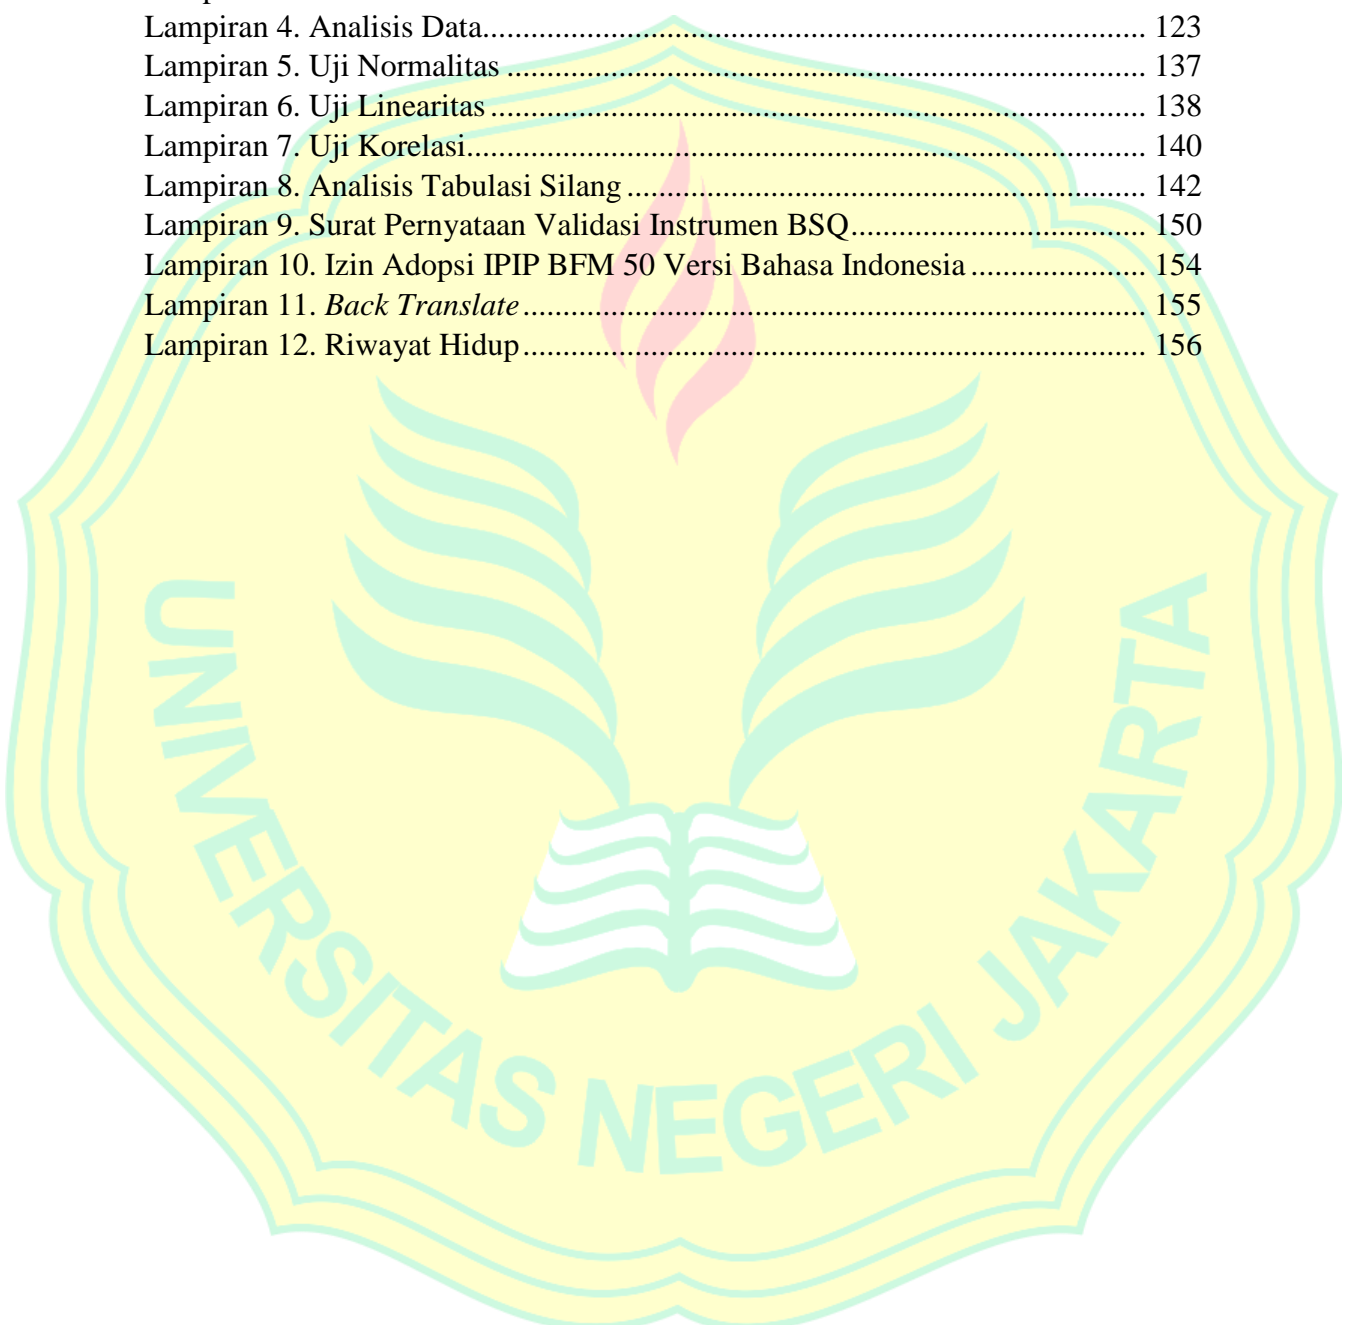 Lampiran 4. Analisis Data................................................................................... 123
Lampiran 5. Uji Normalitas ................................................................................ 137
Lampiran 6. Uji Linearitas .................................................................................. 138
Lampiran 7. Uji Korelasi..................................................................................... 140
Lampiran 8. Analisis Tabulasi Silang ................................................................. 142
Lampiran 9. Surat Pernyataan Validasi Instrumen BSQ..................................... 150
Lampiran 10. Izin Adopsi IPIP BFM 50 Versi Bahasa Indonesia ...................... 154
Lampiran 11. Back Translate .............................................................................. 155
Lampiran 12. Riwayat Hidup .............................................................................. 156
UNIVERSITAS NEGERI JAKARTA